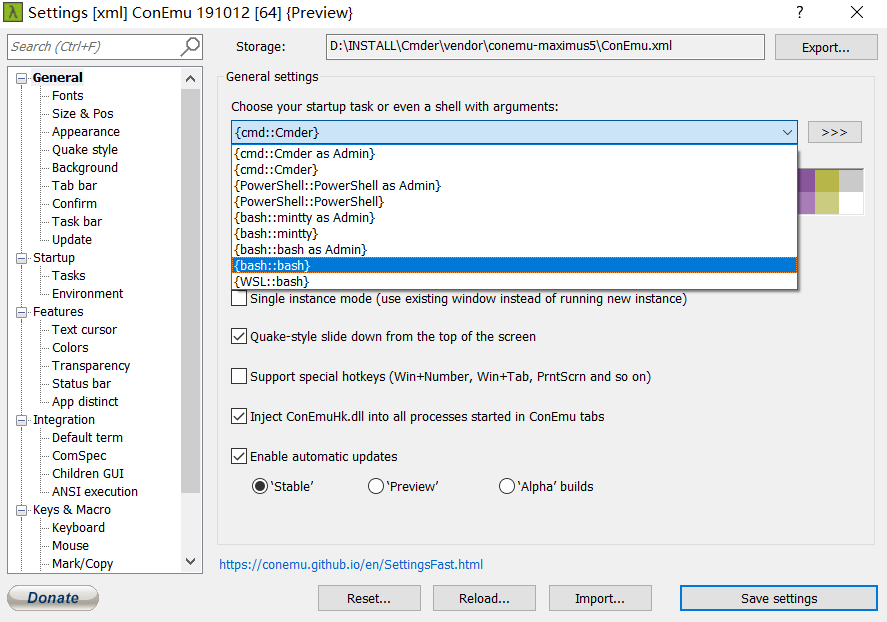 λ Settings [xml] ConEmu 191012 [64] {Preview}
Search (Ctrl+F)
Storage:
D:\INSTALL\Cmder\vendor\conemu-maximus5\ConEmu.xml
Export...
General
Fonts
Size & Pos
Appearance
Quake style
Background
Tab bar
Confirm
Task bar
Update
Startup
Tasks
Environment
Features
Text cursor
Colors
Transparency
Status bar
App distinct
Integration
Default term
ComSpec
Children GUI
ANSI execution
Keys & Macro
Keyboard
Mouse
Mark/Copy
General settings
Choose your startup task or even a shell with arguments:
{cmd::Cmder}
>>>
{cmd::Cmder as Admin}
{cmd::Cmder}
{PowerShell::PowerShell as Admin}
{PowerShell::PowerShell}
{bash::mintty as Admin}
{bash::mintty}
{bash::bash as Admin}
{bash::bash}
{WSL::bash}
Single instance mode (use existing window instead of running new instance)
Quake-style slide down from the top of the screen
Support special hotkeys (Win+Number, Win+Tab, PrntScrn and so on)
Inject ConEmuHk.dll into all processes started in ConEmu tabs
Enable automatic updates
‘Stable’
‘Preview’
‘Alpha’ builds
https://conemu.github.io/en/SettingsFast.html
Donate
Reset...
Reload...
Import...
Save settings